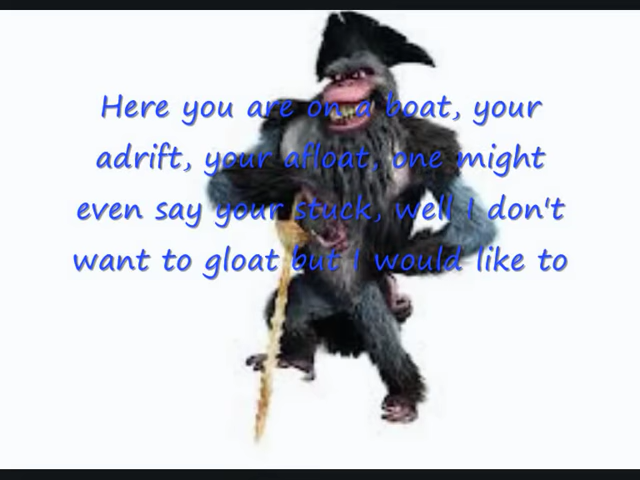 Here you are on a boat, your
adrift, your afloat, one might
even say your stuck, well I don't
want to gloat but I would like to